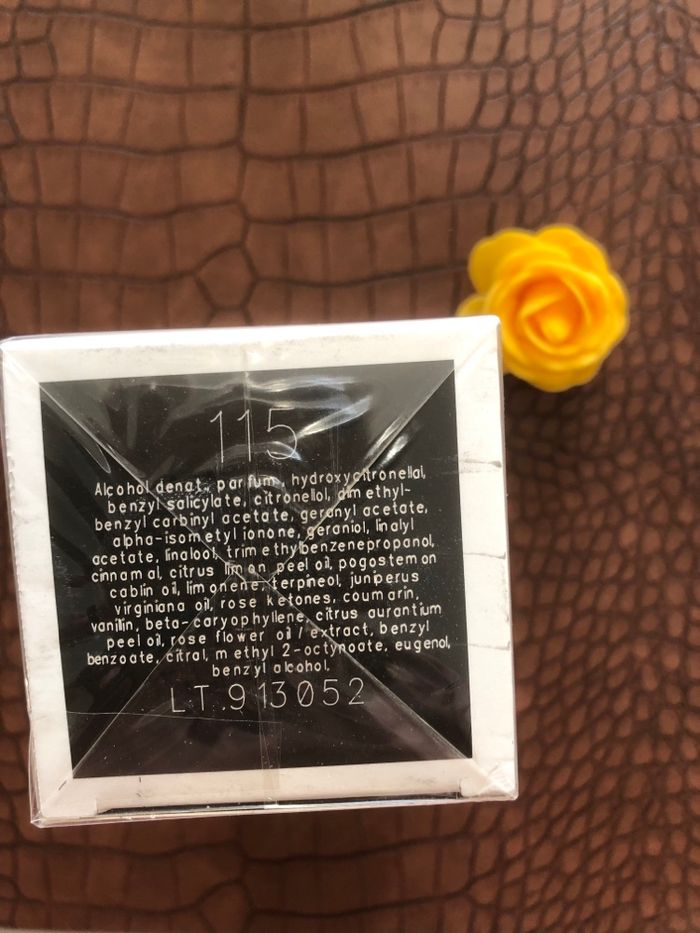 115
Alcohol denat., parfum, hydroxycitronellal,
benzyl salicylate, citronellol, dimethyl-
benzyl carbinyl acetate, geranyl acetate,
alpha-isometyl ionone, geraniol, linalyl
acetate, linalool, trimethylbenzenepropanol,
cinnamal, citrus limon peel oil, pogostemon
cablin oil, limonene, terpineol, juniperus
virginiana oil, rose ketones, coumarin,
vanillin, beta-caryophyllene, citrus aurantium
peel oil, rose flower oil/extract, benzyl
benzoate, citral, methyl 2-octynoate, eugenol,
benzyl alcohol.
LT.913052